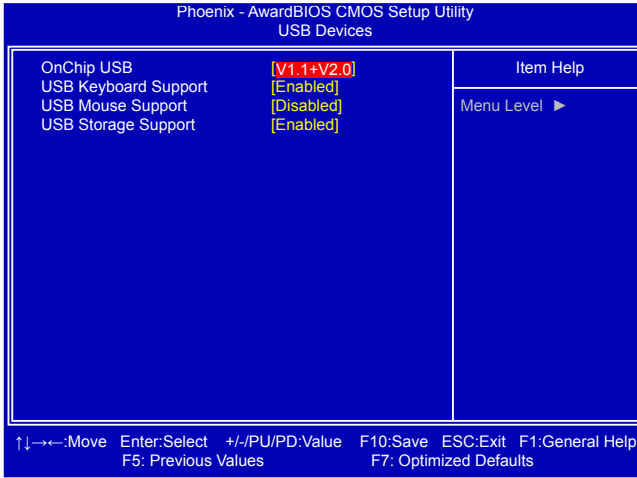 Phoenix - AwardBIOS CMOS Setup Utility
USB Devices
OnChip USB [V1.1+V2.0]
USB Keyboard Support [Enabled]
USB Mouse Support [Disabled]
USB Storage Support [Enabled]
Item Help
Menu Level ►
↑↓→←:Move Enter:Select +/-/PU/PD:Value F10:Save ESC:Exit F1:General Help
F5: Previous Values F7: Optimized Defaults